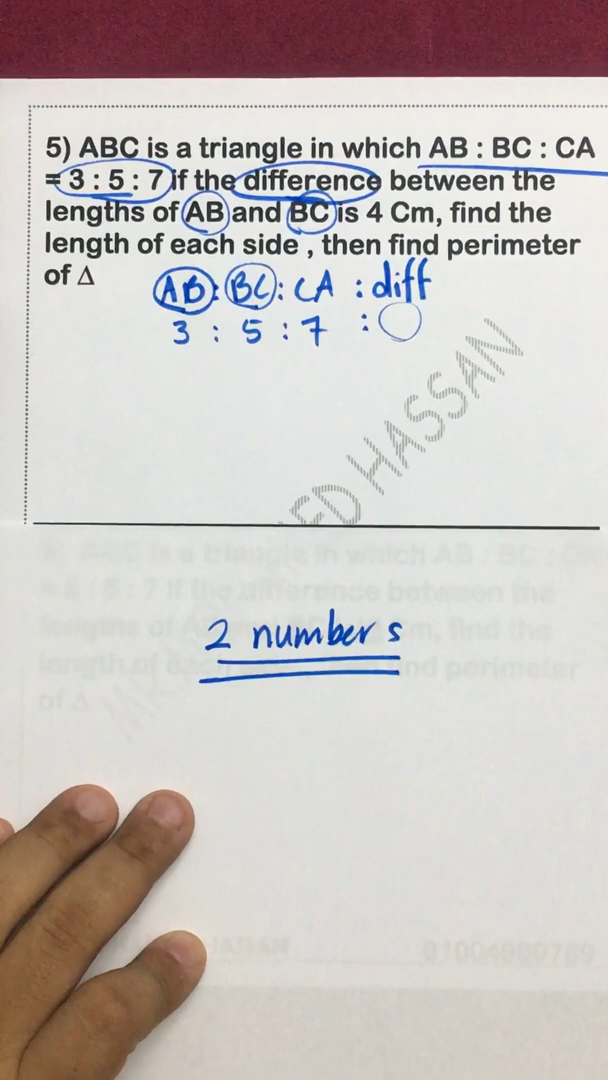 5) ABC is a triangle in which AB : BC : CA
= 3 : 5 : 7 if the difference between the
lengths of AB and BC is 4 Cm, find the
length of each side , then find perimeter
of Δ
AB : BC : CA : diff
3 : 5 : 7 :
HASSAN
2 numbers